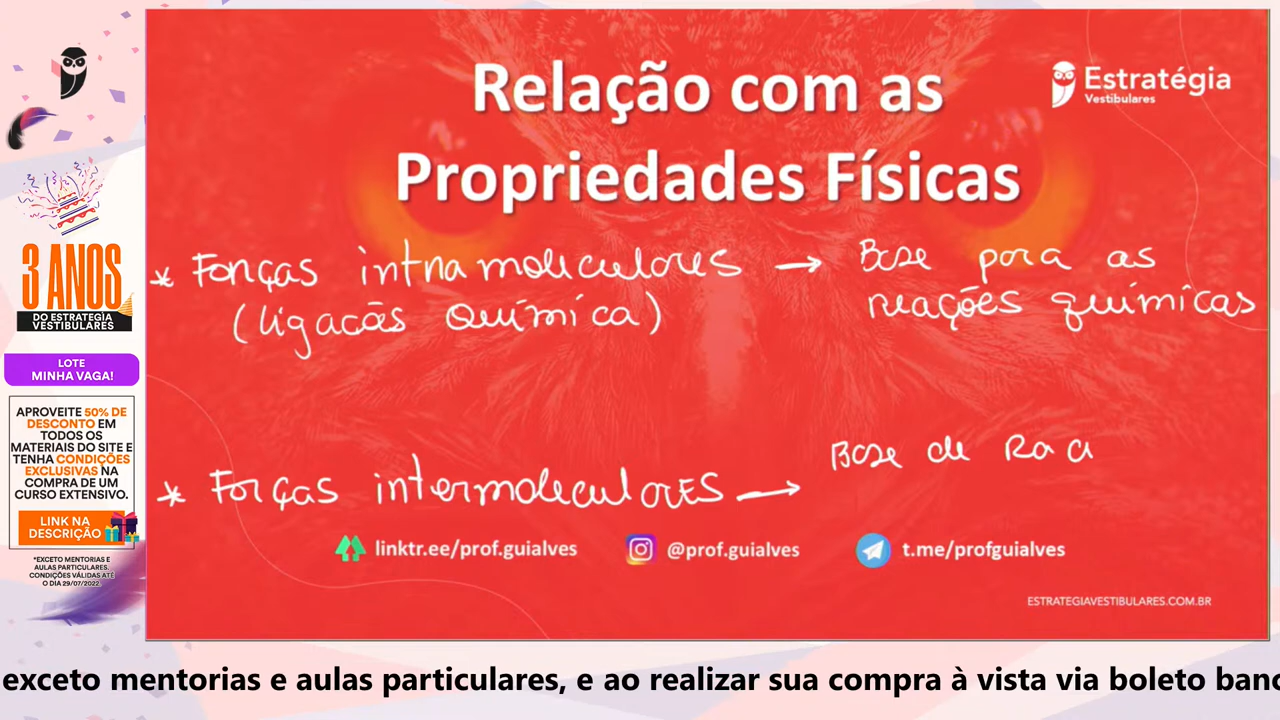 3 ANOS
DO ESTRATEGIA
VESTIBULARES
LOTE
MINHA VAGA!
APROVEITE 50% DE
DESCONTO EM
TODOS OS
MATERIAIS DO SITE E
TENHA CONDIÇÕES
EXCLUSIVAS NA
COMPRA DE UM
CURSO EXTENSIVO.
LINK NA
DESCRIÇÃO
*EXCETO MENTORIAS E
AULAS PARTICULARES.
CONDIÇÕES VÁLIDAS ATÉ
O DIA 29/07/2022.
Relação com as
Propriedades Físicas
Estratégia
Vestibulares
* Forças intramoleculares → Base para as
(ligacãs Química) reações químicas
* Forças intermoleculares → Base de
linktr.ee/prof.guialves @prof.guialves t.me/profguialves
ESTRATEGIAVESTIBULARES.COM.BR
exceto mentorias e aulas particulares, e ao realizar sua compra à vista via boleto banc